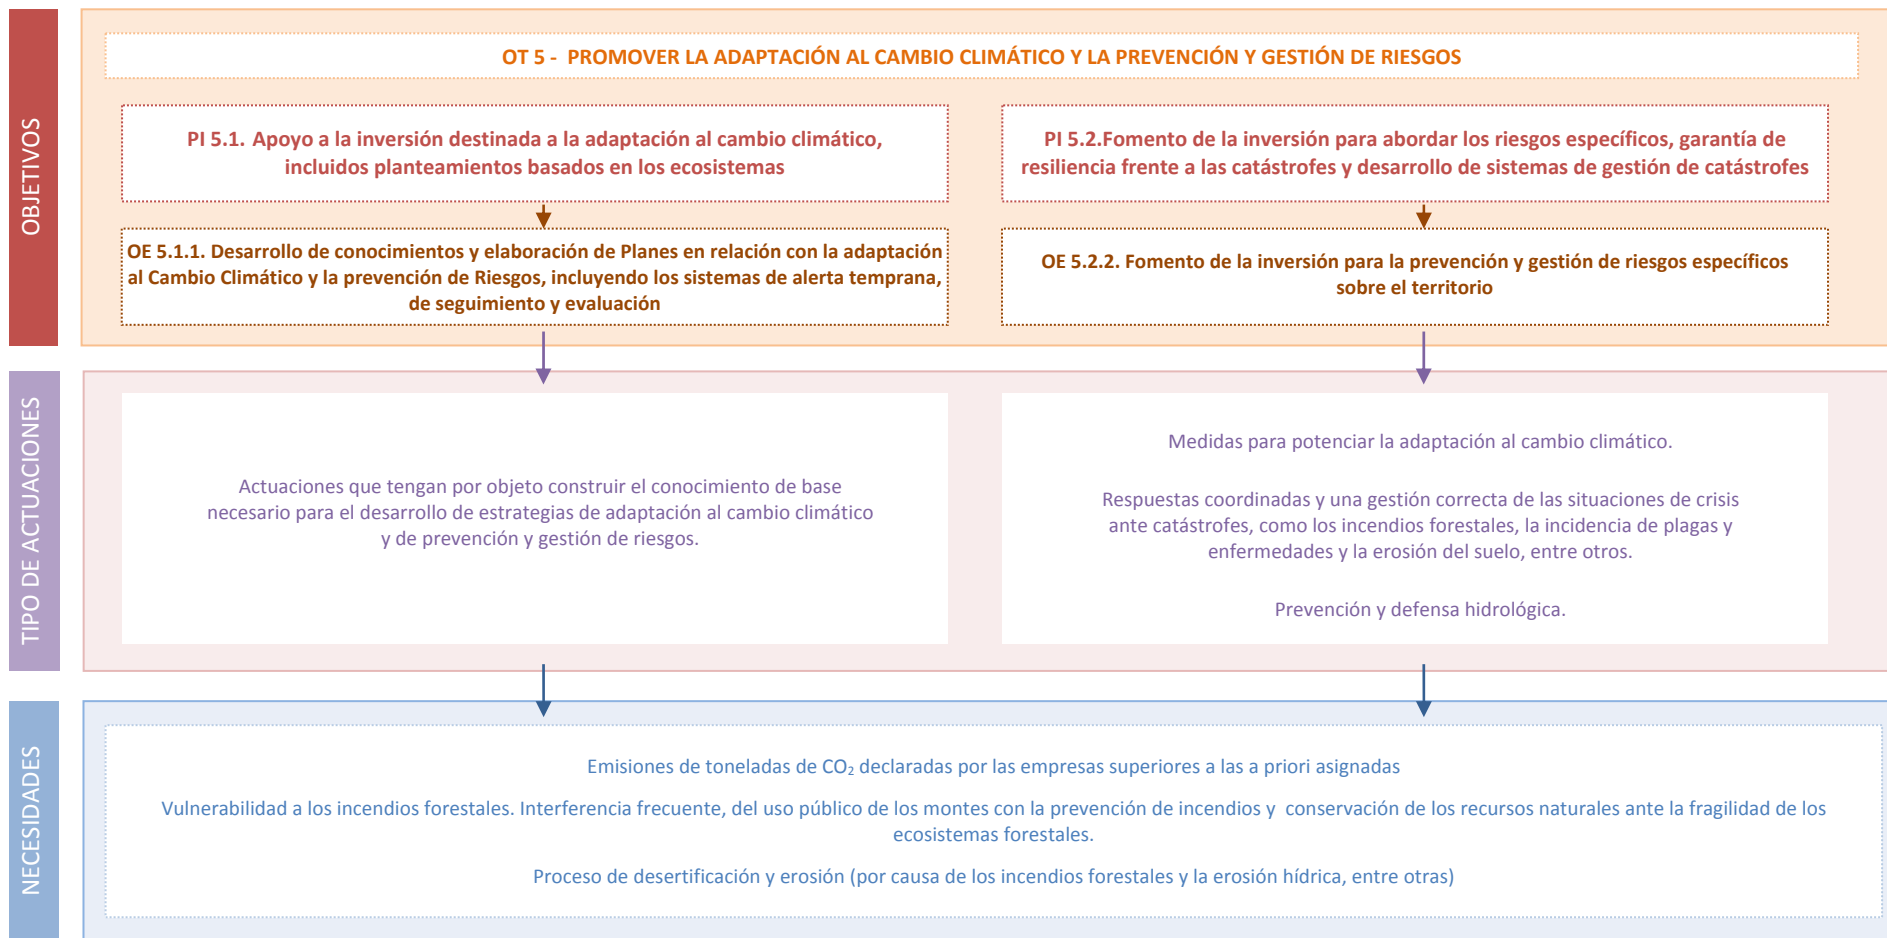 OBJETIVOS
OT 5 - PROMOVER LA ADAPTACIÓN AL CAMBIO CLIMÁTICO Y LA PREVENCIÓN Y GESTIÓN DE RIESGOS
PI 5.1. Apoyo a la inversión destinada a la adaptación al cambio climático,
incluidos planteamientos basados en los ecosistemas
PI 5.2.Fomento de la inversión para abordar los riesgos específicos, garantía de
resiliencia frente a las catástrofes y desarrollo de sistemas de gestión de catástrofes
OE 5.1.1. Desarrollo de conocimientos y elaboración de Planes en relación con la adaptación
al Cambio Climático y la prevención de Riesgos, incluyendo los sistemas de alerta temprana,
de seguimiento y evaluación
OE 5.2.2. Fomento de la inversión para la prevención y gestión de riesgos específicos
sobre el territorio
TIPO DE ACTUACIONES
Actuaciones que tengan por objeto construir el conocimiento de base
necesario para el desarrollo de estrategias de adaptación al cambio climático
y de prevención y gestión de riesgos.
Medidas para potenciar la adaptación al cambio climático.
Respuestas coordinadas y una gestión correcta de las situaciones de crisis
ante catástrofes, como los incendios forestales, la incidencia de plagas y
enfermedades y la erosión del suelo, entre otros.
Prevención y defensa hidrológica.
NECESIDADES
Emisiones de toneladas de CO₂ declaradas por las empresas superiores a las a priori asignadas
Vulnerabilidad a los incendios forestales. Interferencia frecuente, del uso público de los montes con la prevención de incendios y conservación de los recursos naturales ante la fragilidad de los
ecosistemas forestales.
Proceso de desertificación y erosión (por causa de los incendios forestales y la erosión hídrica, entre otras)